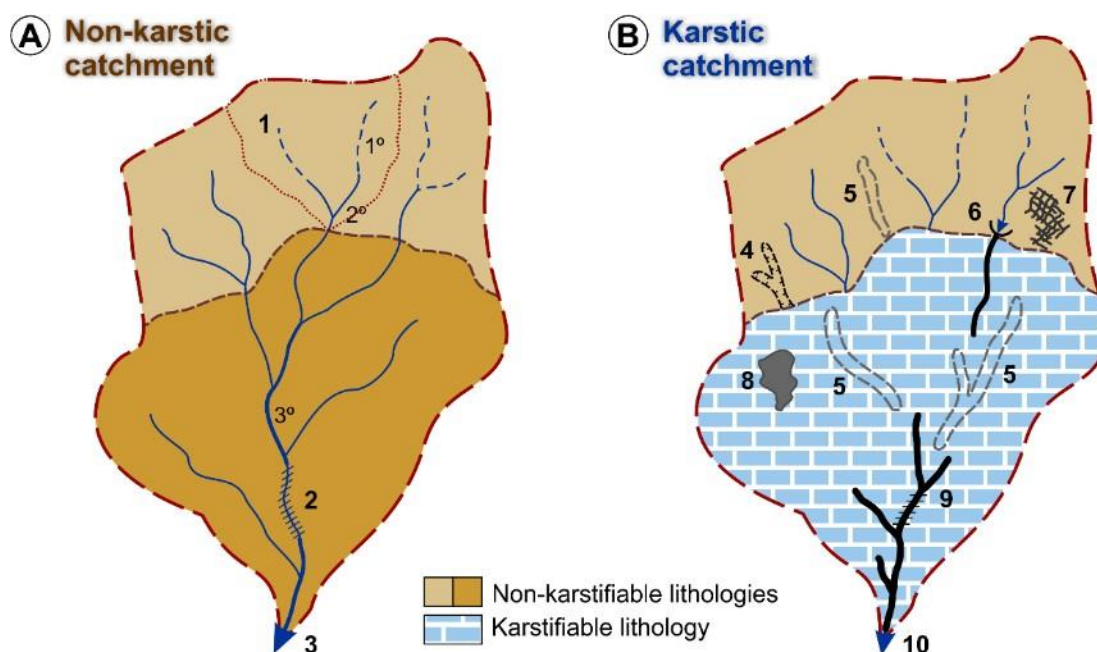 A Non-karstic
catchment
1
1º
2º
3º
2
3
Non-karstifiable lithologies
Karstifiable lithology
B Karstic
catchment
5
6
7
4
8
5
5
9
10